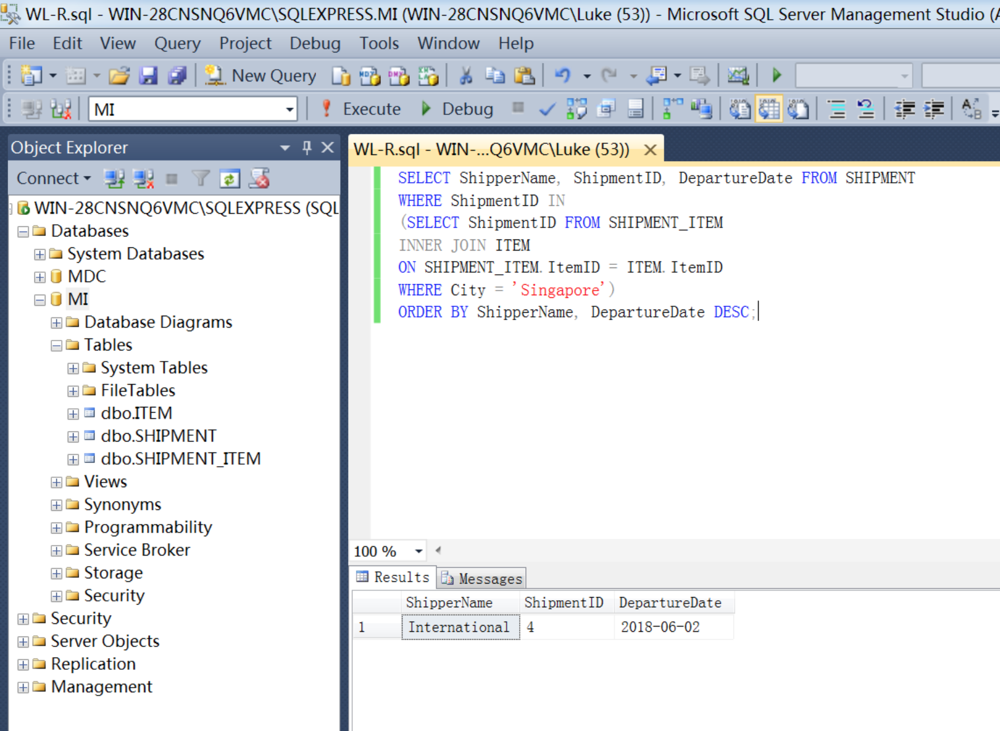 WL-R.sql - WIN-28CNSNQ6VMC\SQLEXPRESS.MI (WIN-28CNSNQ6VMC\Luke (53)) - Microsoft SQL Server Management Studio (A
File Edit View Query Project Debug Tools Window Help
New Query
MI Execute Debug
Object Explorer
Connect
WIN-28CNSNQ6VMC\SQLEXPRESS (SQL
Databases
System Databases
MDC
MI
Database Diagrams
Tables
System Tables
FileTables
dbo.ITEM
dbo.SHIPMENT
dbo.SHIPMENT_ITEM
Views
Synonyms
Programmability
Service Broker
Storage
Security
Security
Server Objects
Replication
Management
WL-R.sql - WIN-...Q6VMC\Luke (53))
SELECT ShipperName, ShipmentID, DepartureDate FROM SHIPMENT
WHERE ShipmentID IN
(SELECT ShipmentID FROM SHIPMENT_ITEM
INNER JOIN ITEM
ON SHIPMENT_ITEM.ItemID = ITEM.ItemID
WHERE City = 'Singapore')
ORDER BY ShipperName, DepartureDate DESC;
100 %
Results Messages
ShipperName ShipmentID DepartureDate
1 International 4 2018-06-02